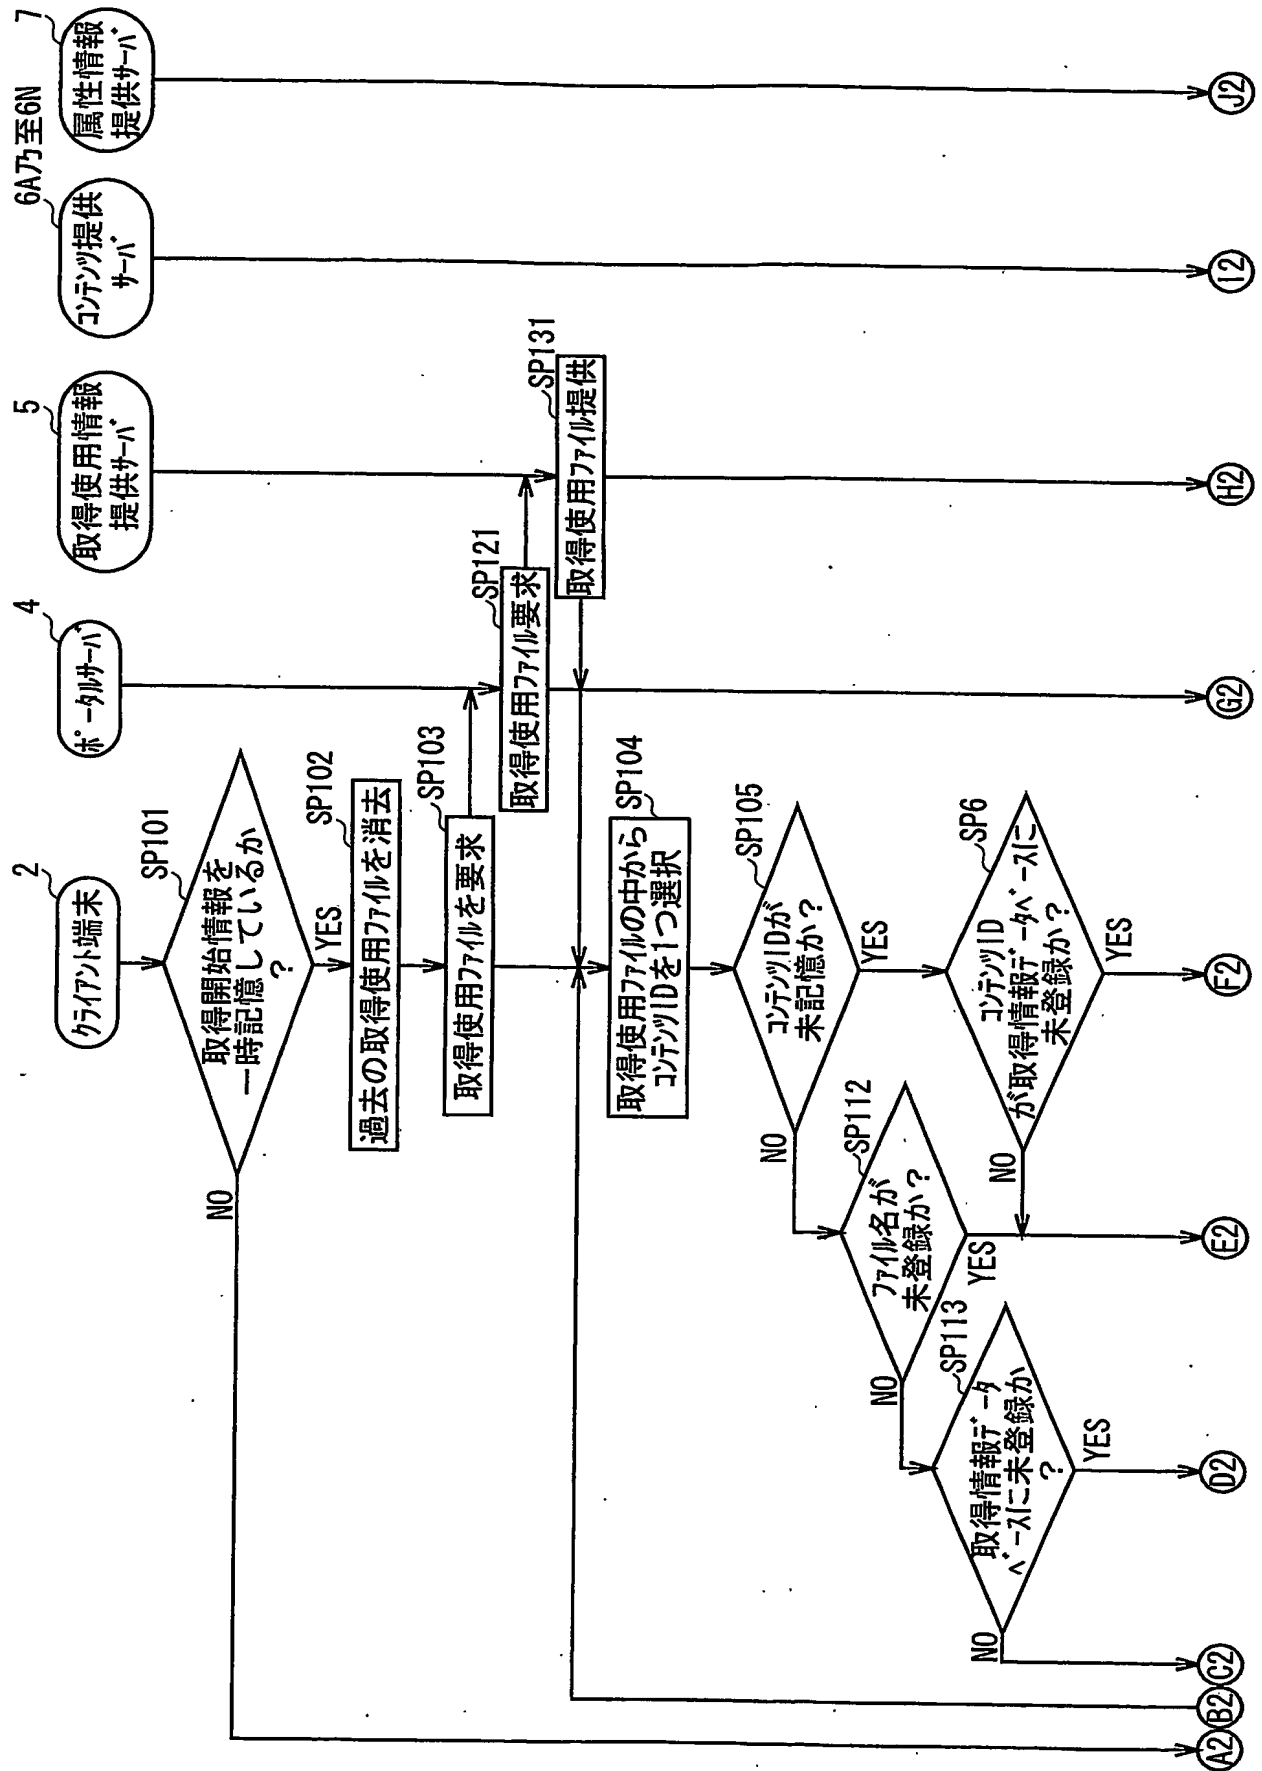 2
クライアント端末
4
ポータルサーバ
5
取得使用情報
提供サーバ
6A乃至6N
コンテンツ提供
サーバ
7
属性情報
提供サーバ
SP101
取得開始情報を
一時記憶しているか
?
NO
YES
SP102
過去の取得使用ファイルを消去
SP103
取得使用ファイルを要求
SP121
取得使用ファイル要求
SP131
取得使用ファイル提供
SP104
取得使用ファイルの中から
コンテンツIDを1つ選択
SP105
コンテンツIDが
未記憶か?
NO
YES
SP112
ファイル名が
未登録か?
NO
YES
SP6
コンテンツID
が取得情報データベースに
未登録か?
NO
YES
SP113
取得情報データ
ベースに未登録か
?
NO
YES
A2
B2
C2
D2
E2
F2
G2
H2
I2
J2